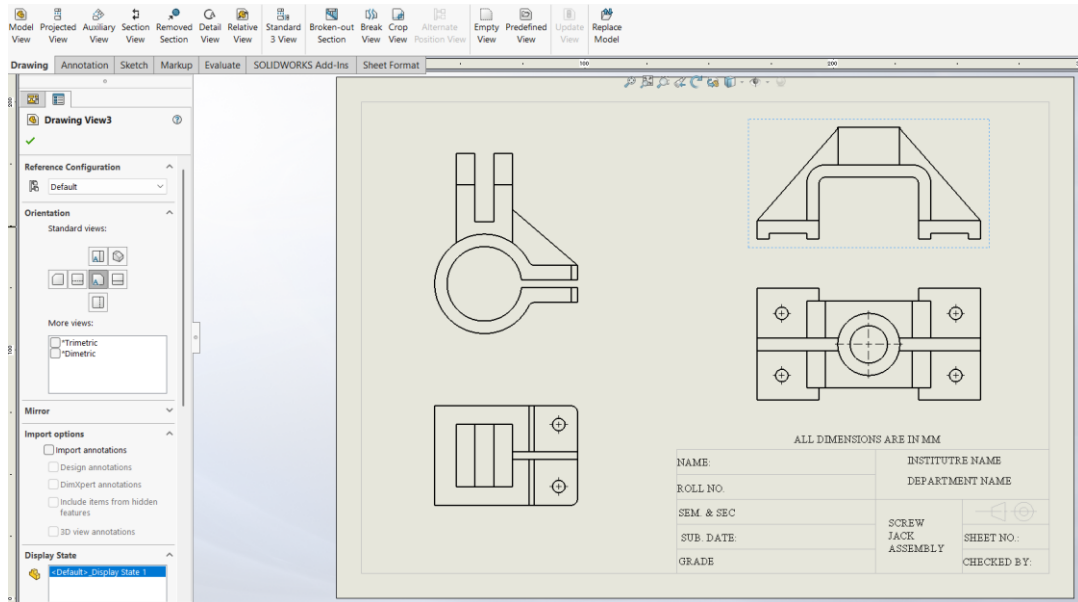 Model View
Projected View
Auxiliary View
Section View
Removed Section
Detail View
Relative View
Standard 3 View
Broken-out Section
Break View
Crop View
Alternate Position View
Empty View
Predefined View
Update View
Replace Model
Drawing
Annotation
Sketch
Markup
Evaluate
SOLIDWORKS Add-Ins
Sheet Format
100
200
Drawing View3
Reference Configuration
Default
Orientation
Standard views:
More views:
*Trimetric
*Dimetric
Mirror
Import options
Import annotations
Design annotations
DimXpert annotations
Include items from hidden
features
3D view annotations
Display State
<Default>_Display State 1
200
100
ALL DIMENSIONS ARE IN MM
NAME:
ROLL NO.
SEM. & SEC
SUB. DATE:
GRADE
INSTITUTRE NAME
DEPARTMENT NAME
SCREW
JACK
ASSEMBLY
SHEET NO.:
CHECKED BY: